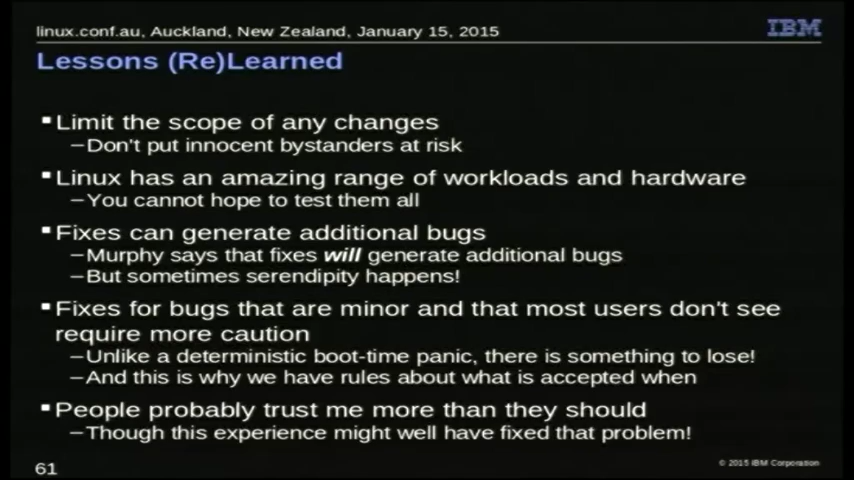 linux.conf.au, Auckland, New Zealand, January 15, 2015
IBM
Lessons (Re)Learned
▪Limit the scope of any changes
–Don't put innocent bystanders at risk
▪Linux has an amazing range of workloads and hardware
–You cannot hope to test them all
▪Fixes can generate additional bugs
–Murphy says that fixes will generate additional bugs
–But sometimes serendipity happens!
▪Fixes for bugs that are minor and that most users don't see
require more caution
–Unlike a deterministic boot-time panic, there is something to lose!
–And this is why we have rules about what is accepted when
▪People probably trust me more than they should
–Though this experience might well have fixed that problem!
61
© 2015 IBM Corporation